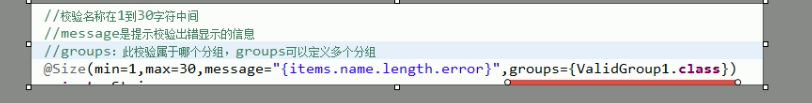 //校验名称在1到30字符中间
//message是提示校验出错显示的信息
//groups：此校验属于哪个分组，groups可以定义多个分组
@Size(min=1,max=30,message="{items.name.length.error}",groups={ValidGroup1.class})